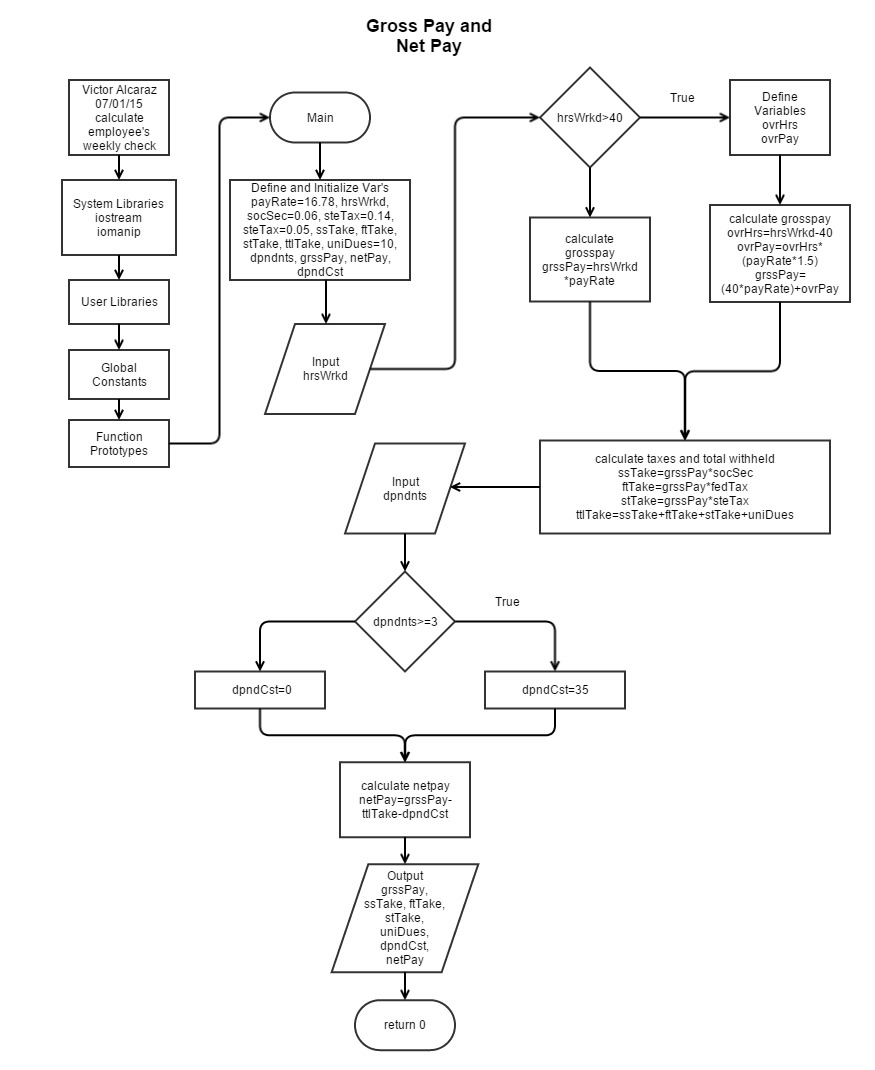 Gross Pay and
Net Pay
Victor Alcaraz
07/01/15
calculate
employee's
weekly check
System Libraries
iostream
iomanip
User Libraries
Global
Constants
Function
Prototypes
Main
Define and Initialize Var's
payRate=16.78, hrsWrkd,
socSec=0.06, steTax=0.14,
steTax=0.05, ssTake, ftTake,
stTake, ttlTake, uniDues=10,
dpndnts, grssPay, netPay,
dpndCst
Input
hrsWrkd
hrsWrkd>40
True
Define
Variables
ovrHrs
ovrPay
calculate
grosspay
grssPay=hrsWrkd
*payRate
calculate grosspay
ovrHrs=hrsWrkd-40
ovrPay=ovrHrs*
(payRate*1.5)
grssPay=
(40*payRate)+ovrPay
calculate taxes and total withheld
ssTake=grssPay*socSec
ftTake=grssPay*fedTax
stTake=grssPay*steTax
ttlTake=ssTake+ftTake+stTake+uniDues
Input
dpndnts
dpndnts>=3
True
dpndCst=0
dpndCst=35
calculate netpay
netPay=grssPay-
ttlTake-dpndCst
Output
grssPay,
ssTake, ftTake,
stTake,
uniDues,
dpndCst,
netPay
return 0